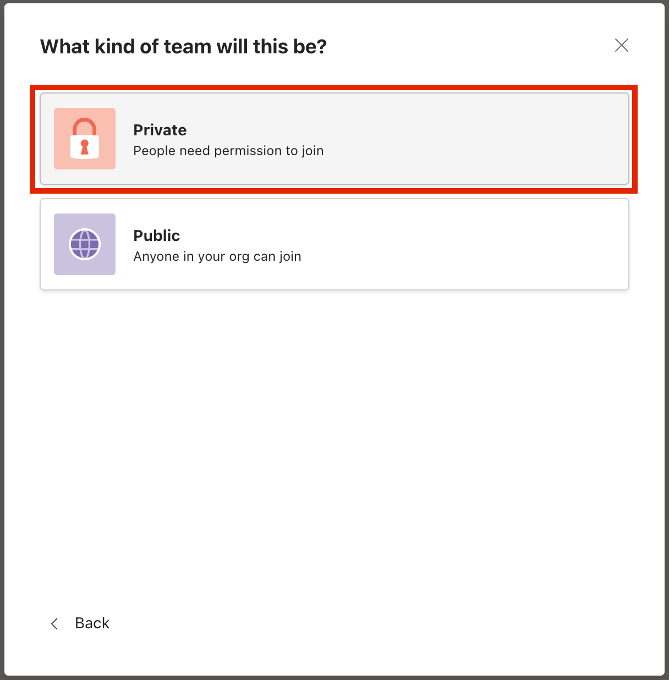 What kind of team will this be?
Private
People need permission to join
Public
Anyone in your org can join
Back